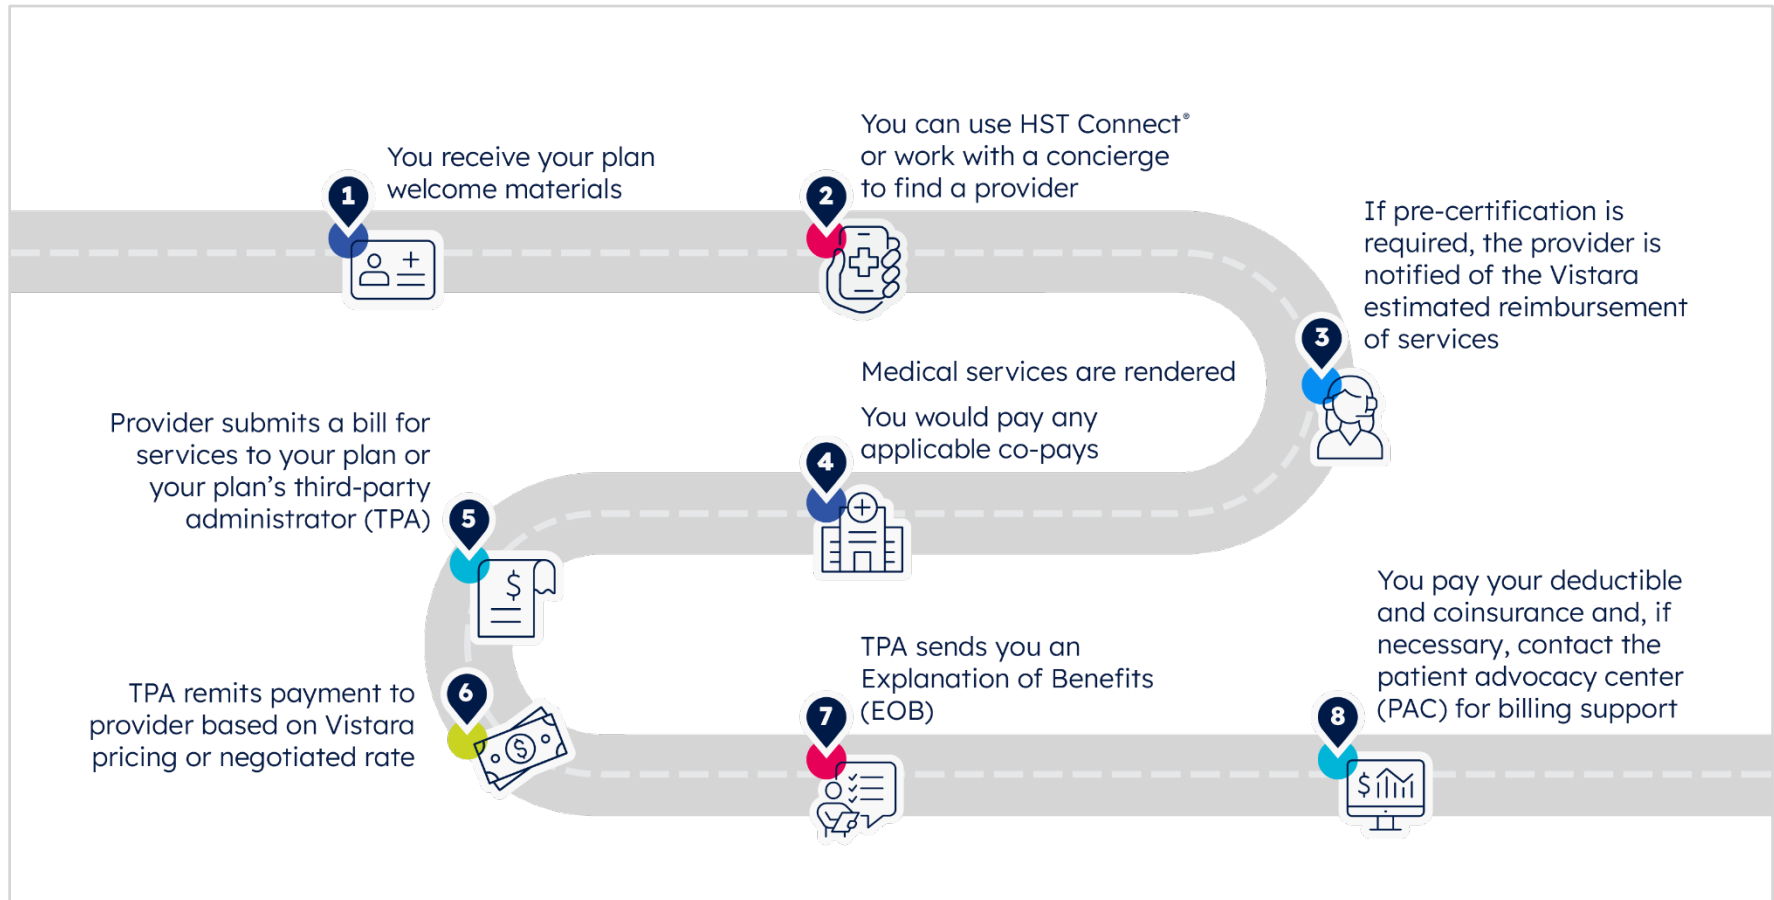 1
You receive your plan
welcome materials
2
You can use HST Connect®
or work with a concierge
to find a provider
3
If pre-certification is
required, the provider is
notified of the Vistara
estimated reimbursement
of services
4
Medical services are rendered
You would pay any
applicable co-pays
5
Provider submits a bill for
services to your plan or
your plan’s third-party
administrator (TPA)
$
6
TPA remits payment to
provider based on Vistara
pricing or negotiated rate
$
7
TPA sends you an
Explanation of Benefits
(EOB)
8
You pay your deductible
and coinsurance and, if
necessary, contact the
patient advocacy center
(PAC) for billing support
$